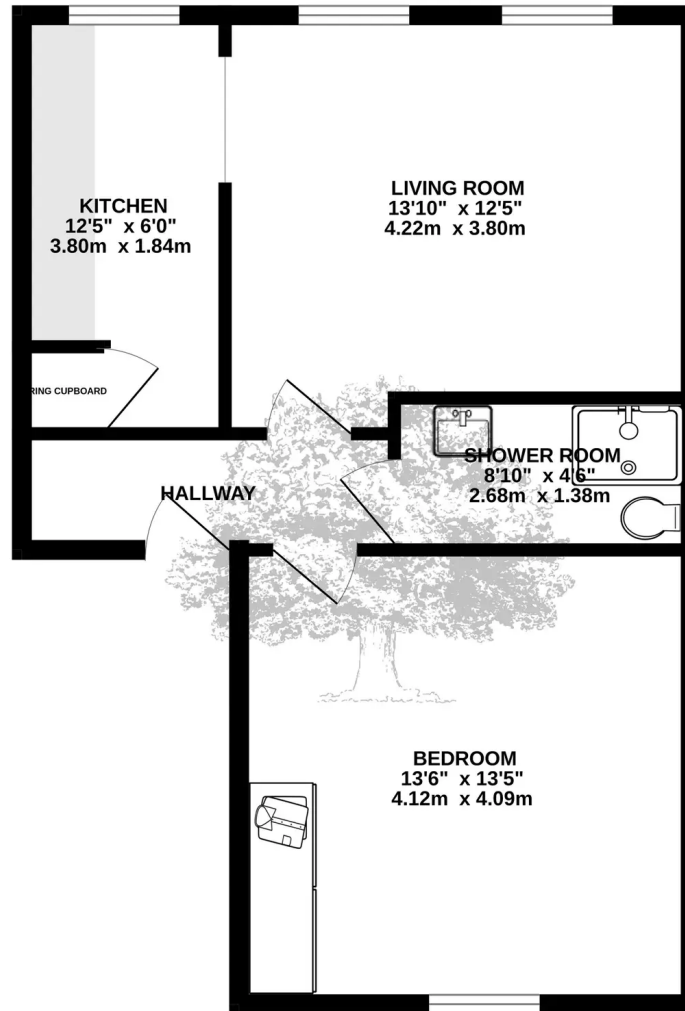 KITCHEN
12'5" x 6'0"
3.80m x 1.84m
LIVING ROOM
13'10" x 12'5"
4.22m x 3.80m
RING CUPBOARD
SHOWER ROOM
8'10" x 4'6"
2.68m x 1.38m
HALLWAY
BEDROOM
13'6" x 13'5"
4.12m x 4.09m